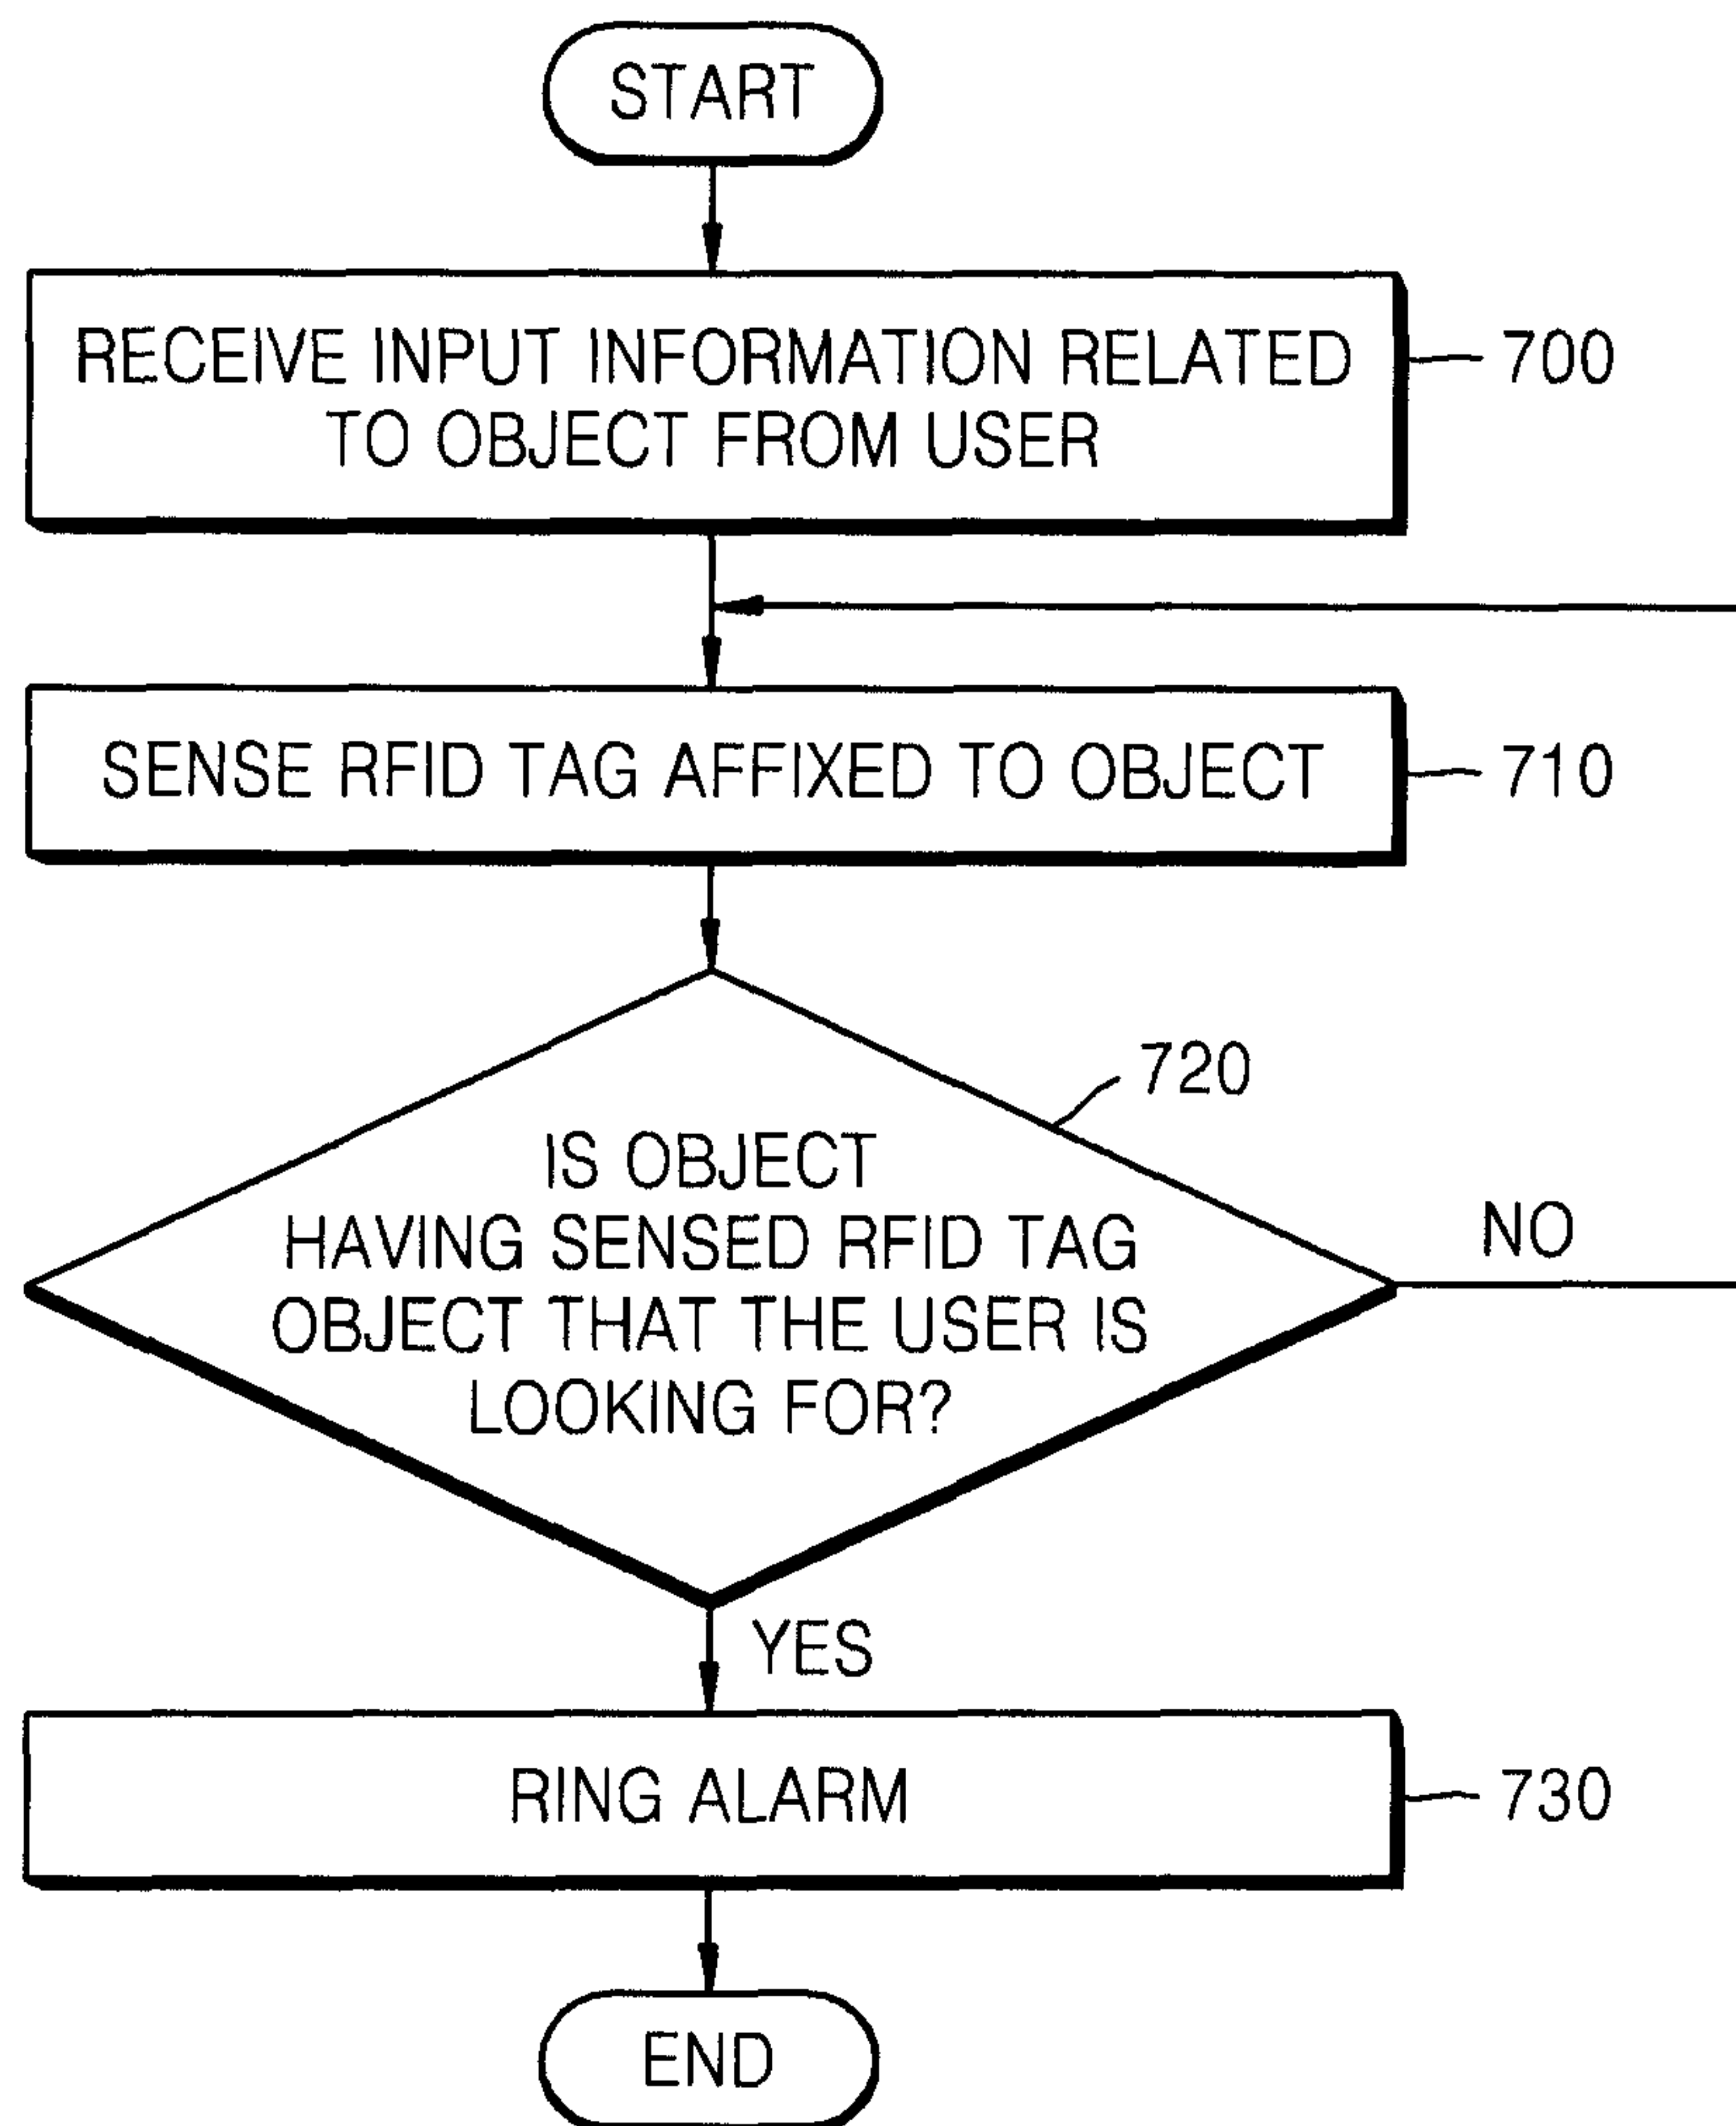 START
RECEIVE INPUT INFORMATION RELATED
TO OBJECT FROM USER
700
SENSE RFID TAG AFFIXED TO OBJECT
710
720
IS OBJECT
HAVING SENSED RFID TAG
OBJECT THAT THE USER IS
LOOKING FOR?
NO
YES
RING ALARM
730
END